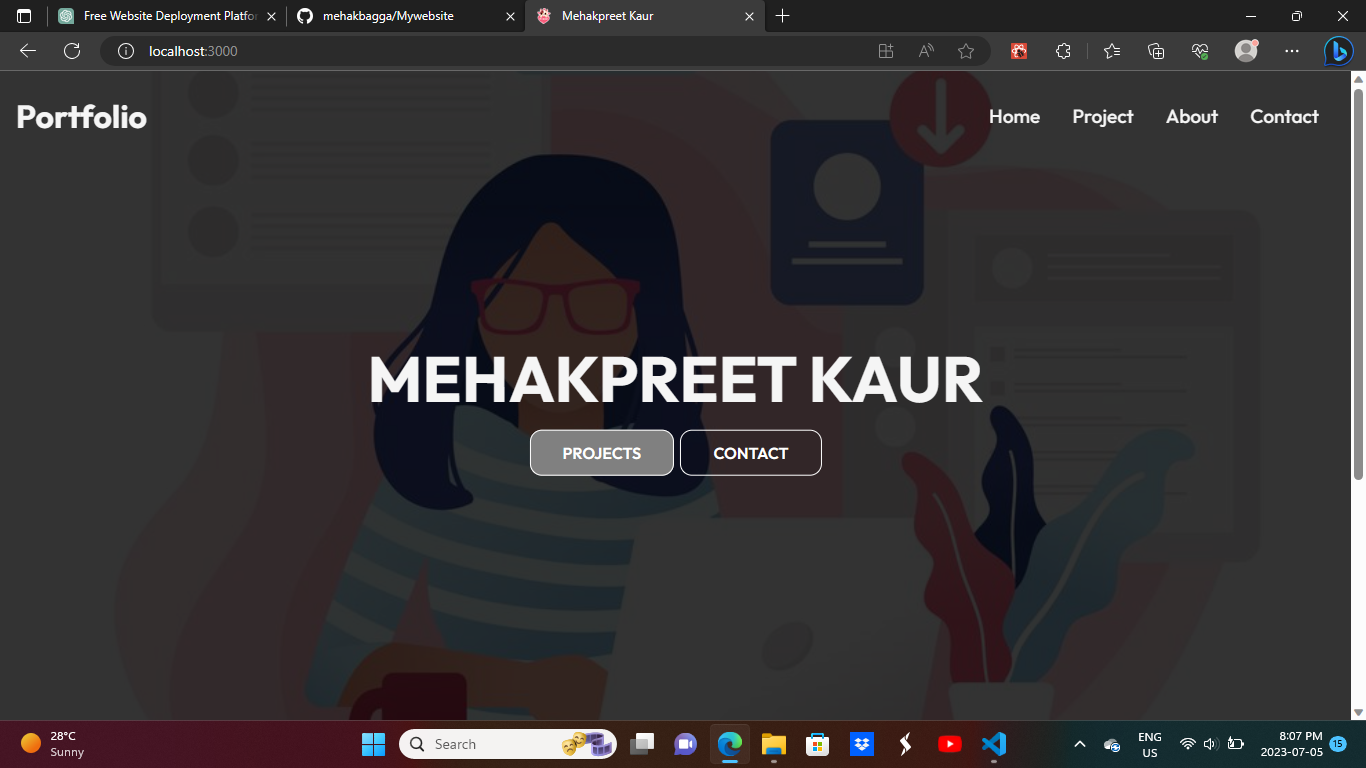 Free Website Deployment Platfo
mehakbagga/Mywebsite
Mehakpreet Kaur
localhost:3000
Portfolio
Home Project About Contact
MEHAKPREET KAUR
PROJECTS CONTACT
28°C
Sunny
Search
ENG
US
8:07 PM
2023-07-05
15